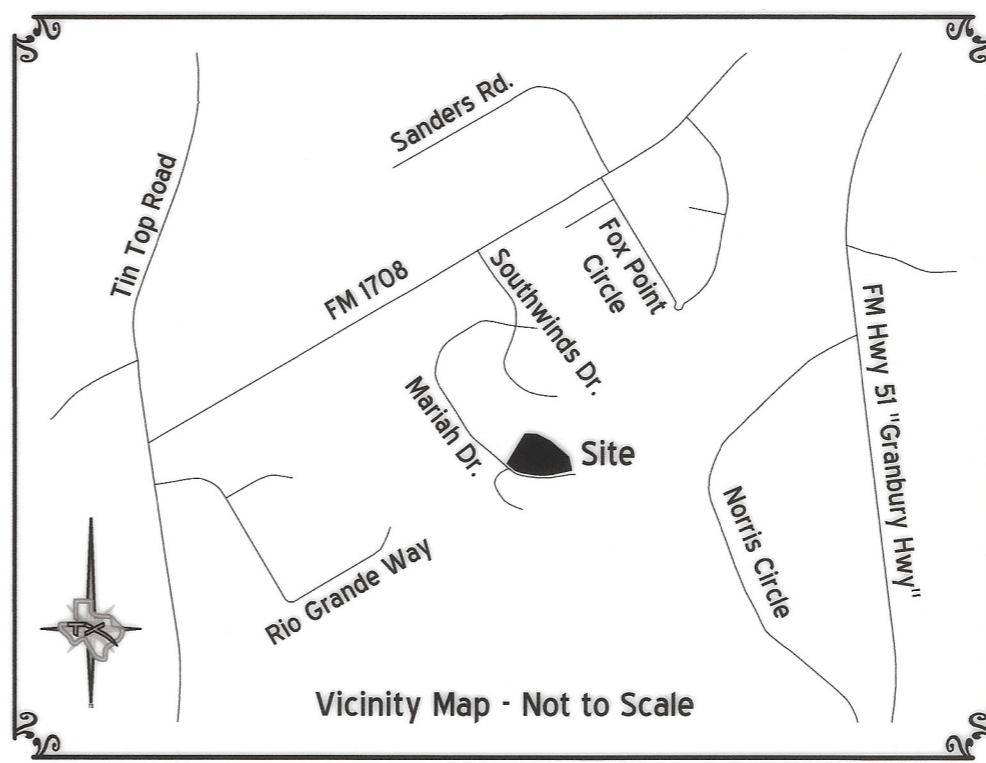 Sanders Rd.
Tin Top Road
FM 1708
Fox Point
Circle
Southwinds Dr.
FM Hwy 51 "Granbury Hwy"
Mariah Dr.
Site
Norris Circle
Rio Grande Way
TX
Vicinity Map - Not to Scale